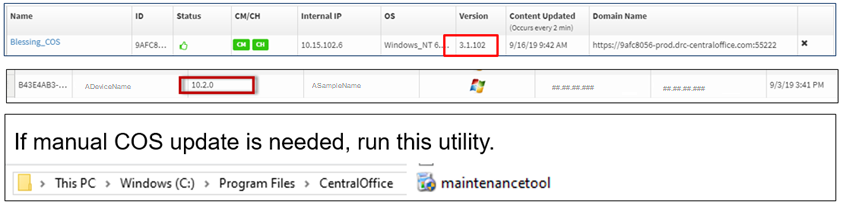 Name ID Status CM/CH Internal IP OS Version Content Updated Domain Name
(Occurs every 2 min)
Blessing_COS 9AFC8... CM CH 10.15.102.6 Windows_NT 6.... 3.1.102 9/16/19 9:42 AM https://9afc8056-prod.drc-centraloffice.com:55222
B43E4AB3-... ADeviceName 10.2.0 ASampleName ##.##.##.### ##.##.##.### 9/3/19 3:41 PM
If manual COS update is needed, run this utility.
This PC > Windows (C:) > Program Files > CentralOffice maintenancetool